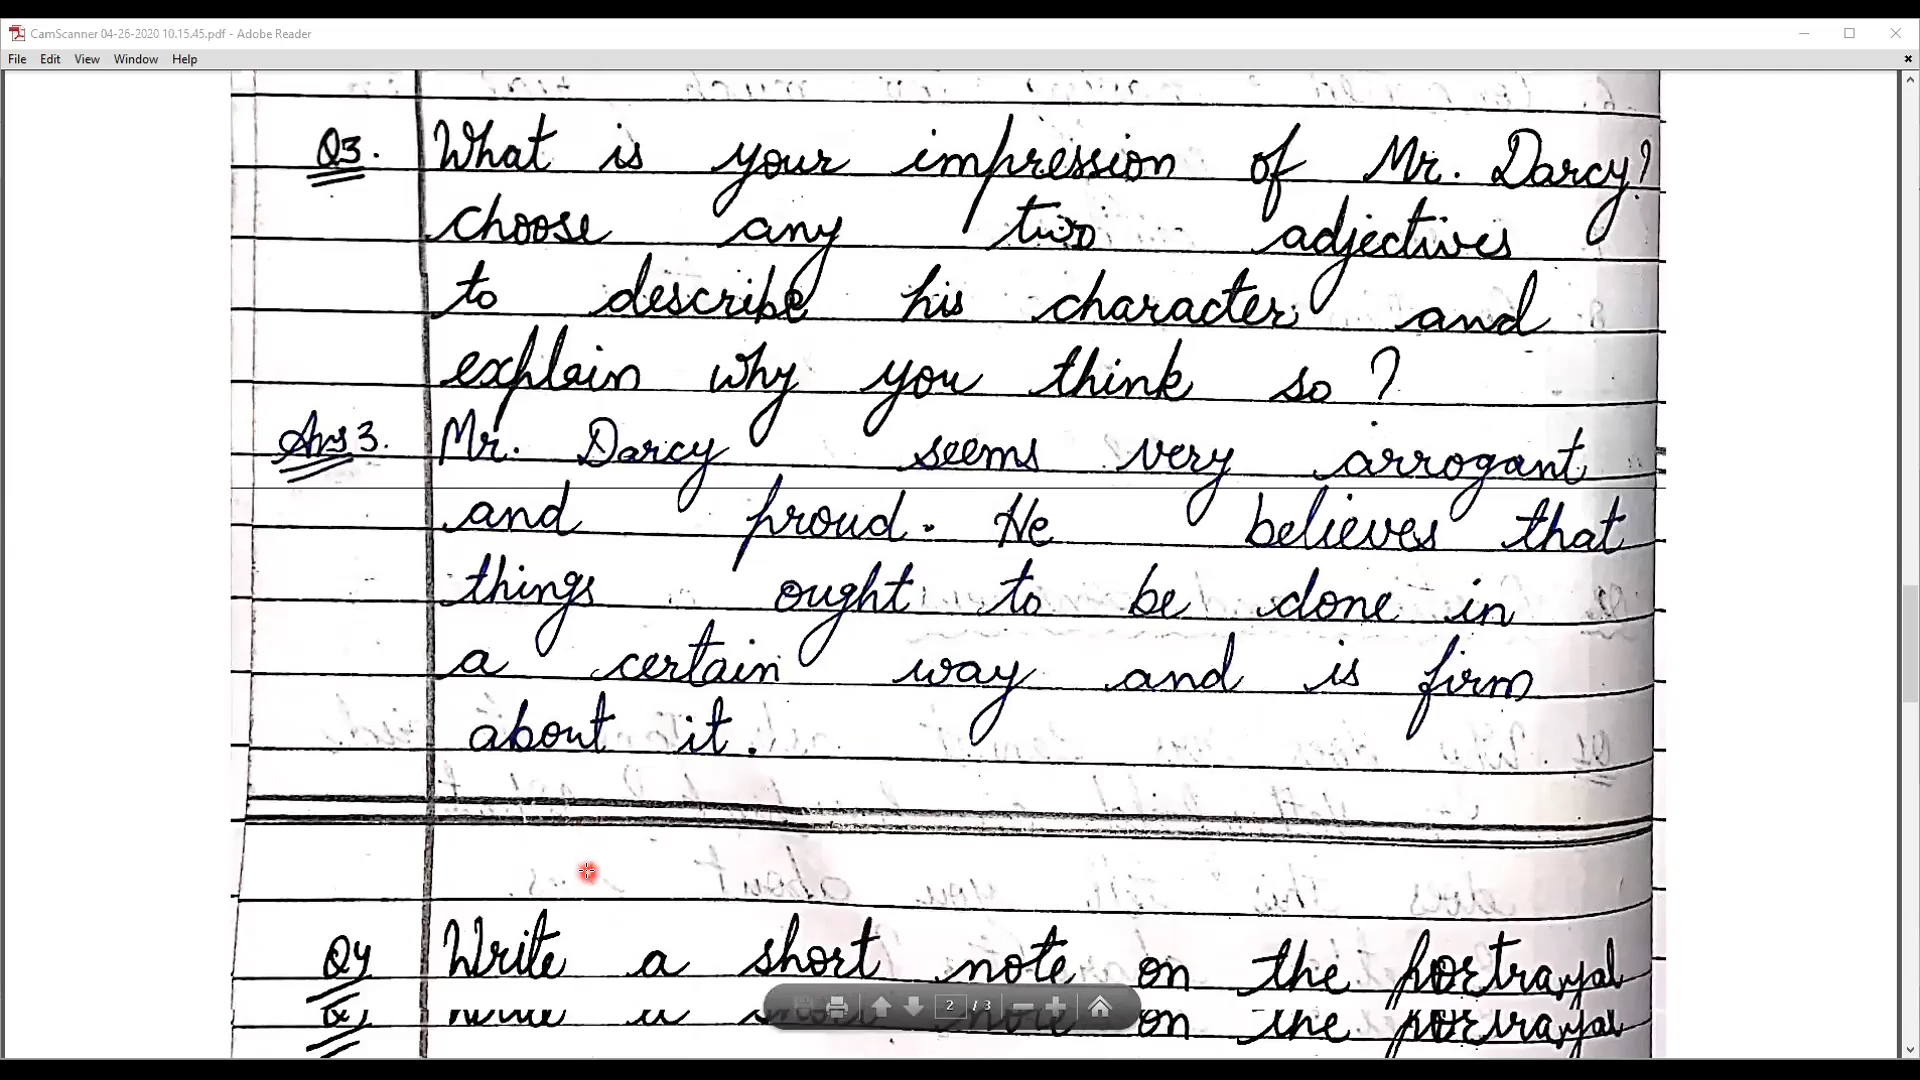 CamScanner 04-26-2020 10.15.45.pdf - Adobe Reader
File Edit View Window Help
Q3. What is your impression of Mr. Darcy?
choose any two adjectives
to describe his character and
explain why you think so?
Ans 3. Mr. Darcy seems very arrogant
and proud. He believes that
things ought to be done in
a certain way and is firm
about it.
Q4 Write a short note on the portrayal
2 / 3